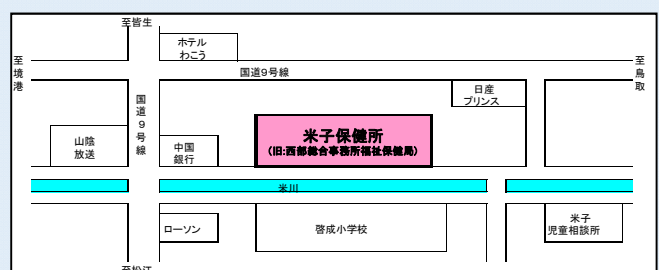 至皆生
ホテル
わこう
至境港
国道9号線
至鳥取
日産
プリンス
国道9号線
米子保健所
(旧:西部総合事務所福祉保健局)
山陰
放送
中国
銀行
米川
ローソン
啓成小学校
米子
児童相談所
至松江